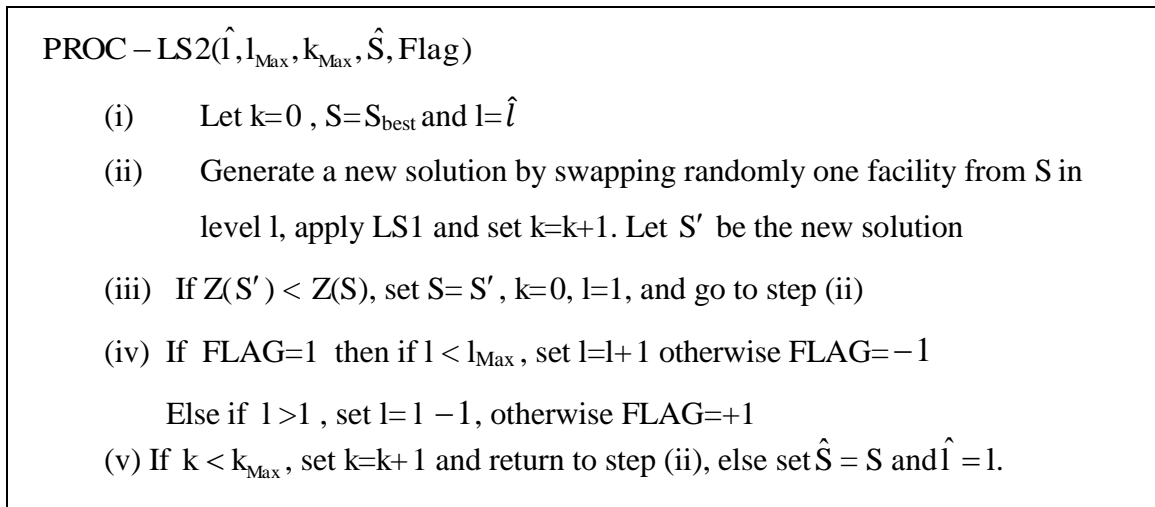 PROC – LS2(l̂, l_Max, k_Max, Ŝ, Flag)
(i) Let k=0 , S=S_best and l=l̂
(ii) Generate a new solution by swapping randomly one facility from S in
level l, apply LS1 and set k=k+1. Let S′ be the new solution
(iii) If Z(S′) < Z(S), set S= S′ , k=0, l=1, and go to step (ii)
(iv) If FLAG=1 then if l < l_Max , set l=l+1 otherwise FLAG= −1
Else if l >1 , set l= l −1, otherwise FLAG=+1
(v) If k < k_Max, set k=k+1 and return to step (ii), else set Ŝ = S and l̂ = l.